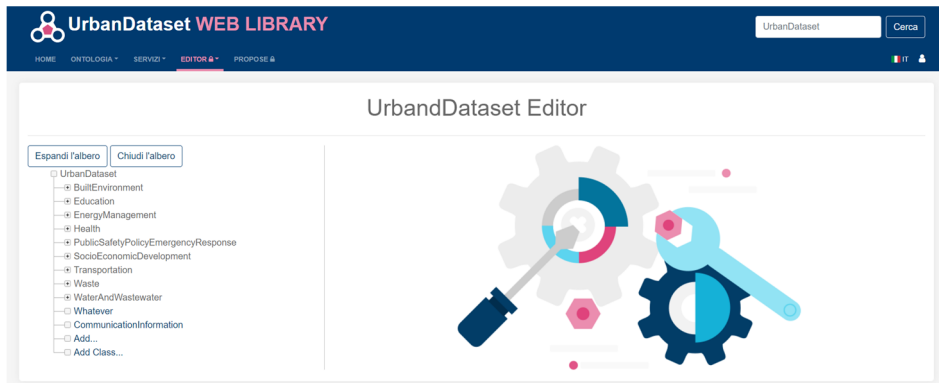 UrbanDataset WEB LIBRARY
UrbanDataset
Cerca
HOME ONTOLOGIA SERVIZI EDITOR PROPOSE
IT
UrbandDataset Editor
Espandi l'albero Chiudi l'albero
UrbanDataset
BuiltEnvironment
Education
EnergyManagement
Health
PublicSafetyPolicyEmergencyResponse
SocioEconomicDevelopment
Transportation
Waste
WaterAndWastewater
Whatever
CommunicationInformation
Add...
Add Class...